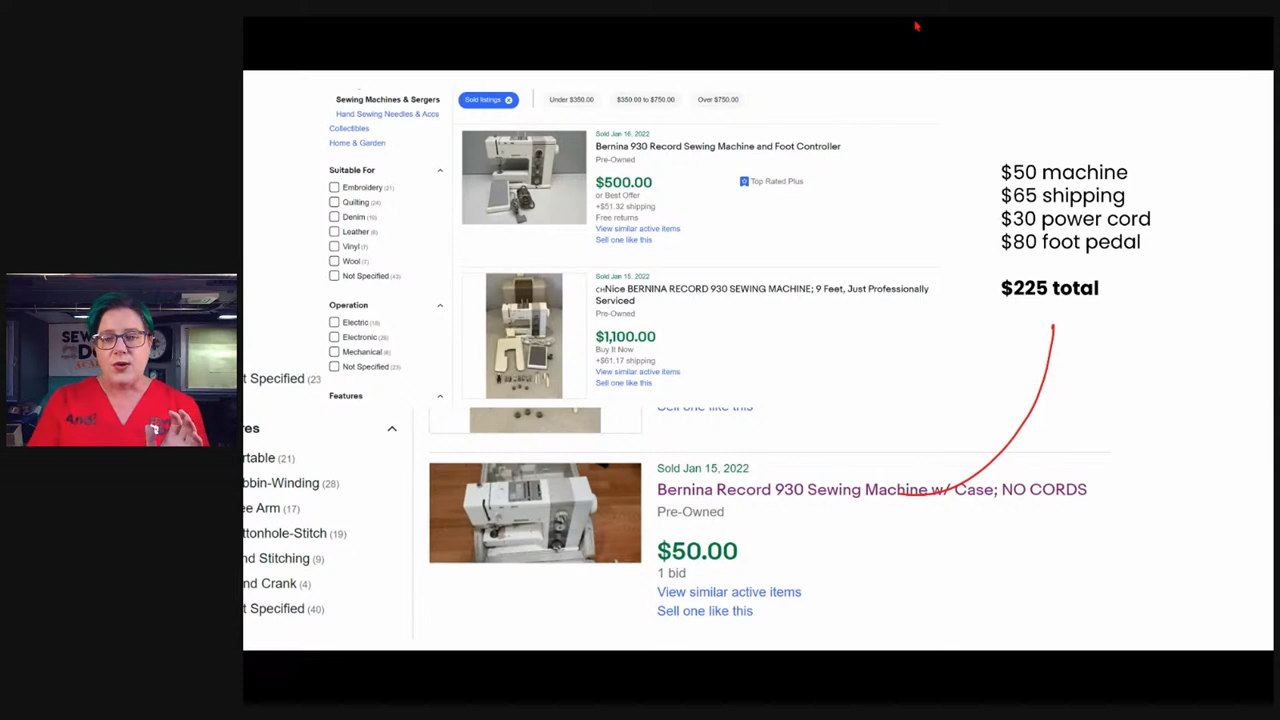 Sewing Machines & Sergers
Hand Sewing Needles & Accs
Collectibles
Home & Garden
Suitable For
Embroidery (21)
Quilting (24)
Denim (10)
Leather (6)
Vinyl (7)
Wool (7)
Not Specified (43)
Operation
Electric (18)
Electronic (26)
Mechanical (6)
Not Specified (23)
Features
Sold listings
Under $350.00
$350.00 to $750.00
Over $750.00
Sold Jan 16, 2022
Bernina 930 Record Sewing Machine and Foot Controller
Pre-Owned
$500.00
Top Rated Plus
or Best Offer
+$51.32 shipping
Free returns
View similar active items
Sell one like this
Sold Jan 15, 2022
Nice BERNINA RECORD 930 SEWING MACHINE; 9 Feet, Just Professionally
Serviced
Pre-Owned
$1,100.00
Buy It Now
+$61.17 shipping
View similar active items
Sell one like this
$50 machine
$65 shipping
$30 power cord
$80 foot pedal
$225 total
SEW
D
ACA
Andi
t Specified (23
res
rtable (21)
bbin-Winding (28)
ee Arm (17)
ttonhole-Stitch (19)
nd Stitching (9)
nd Crank (4)
t Specified (40)
Sell one like this
Sold Jan 15, 2022
Bernina Record 930 Sewing Machine w/ Case; NO CORDS
Pre-Owned
$50.00
1 bid
View similar active items
Sell one like this